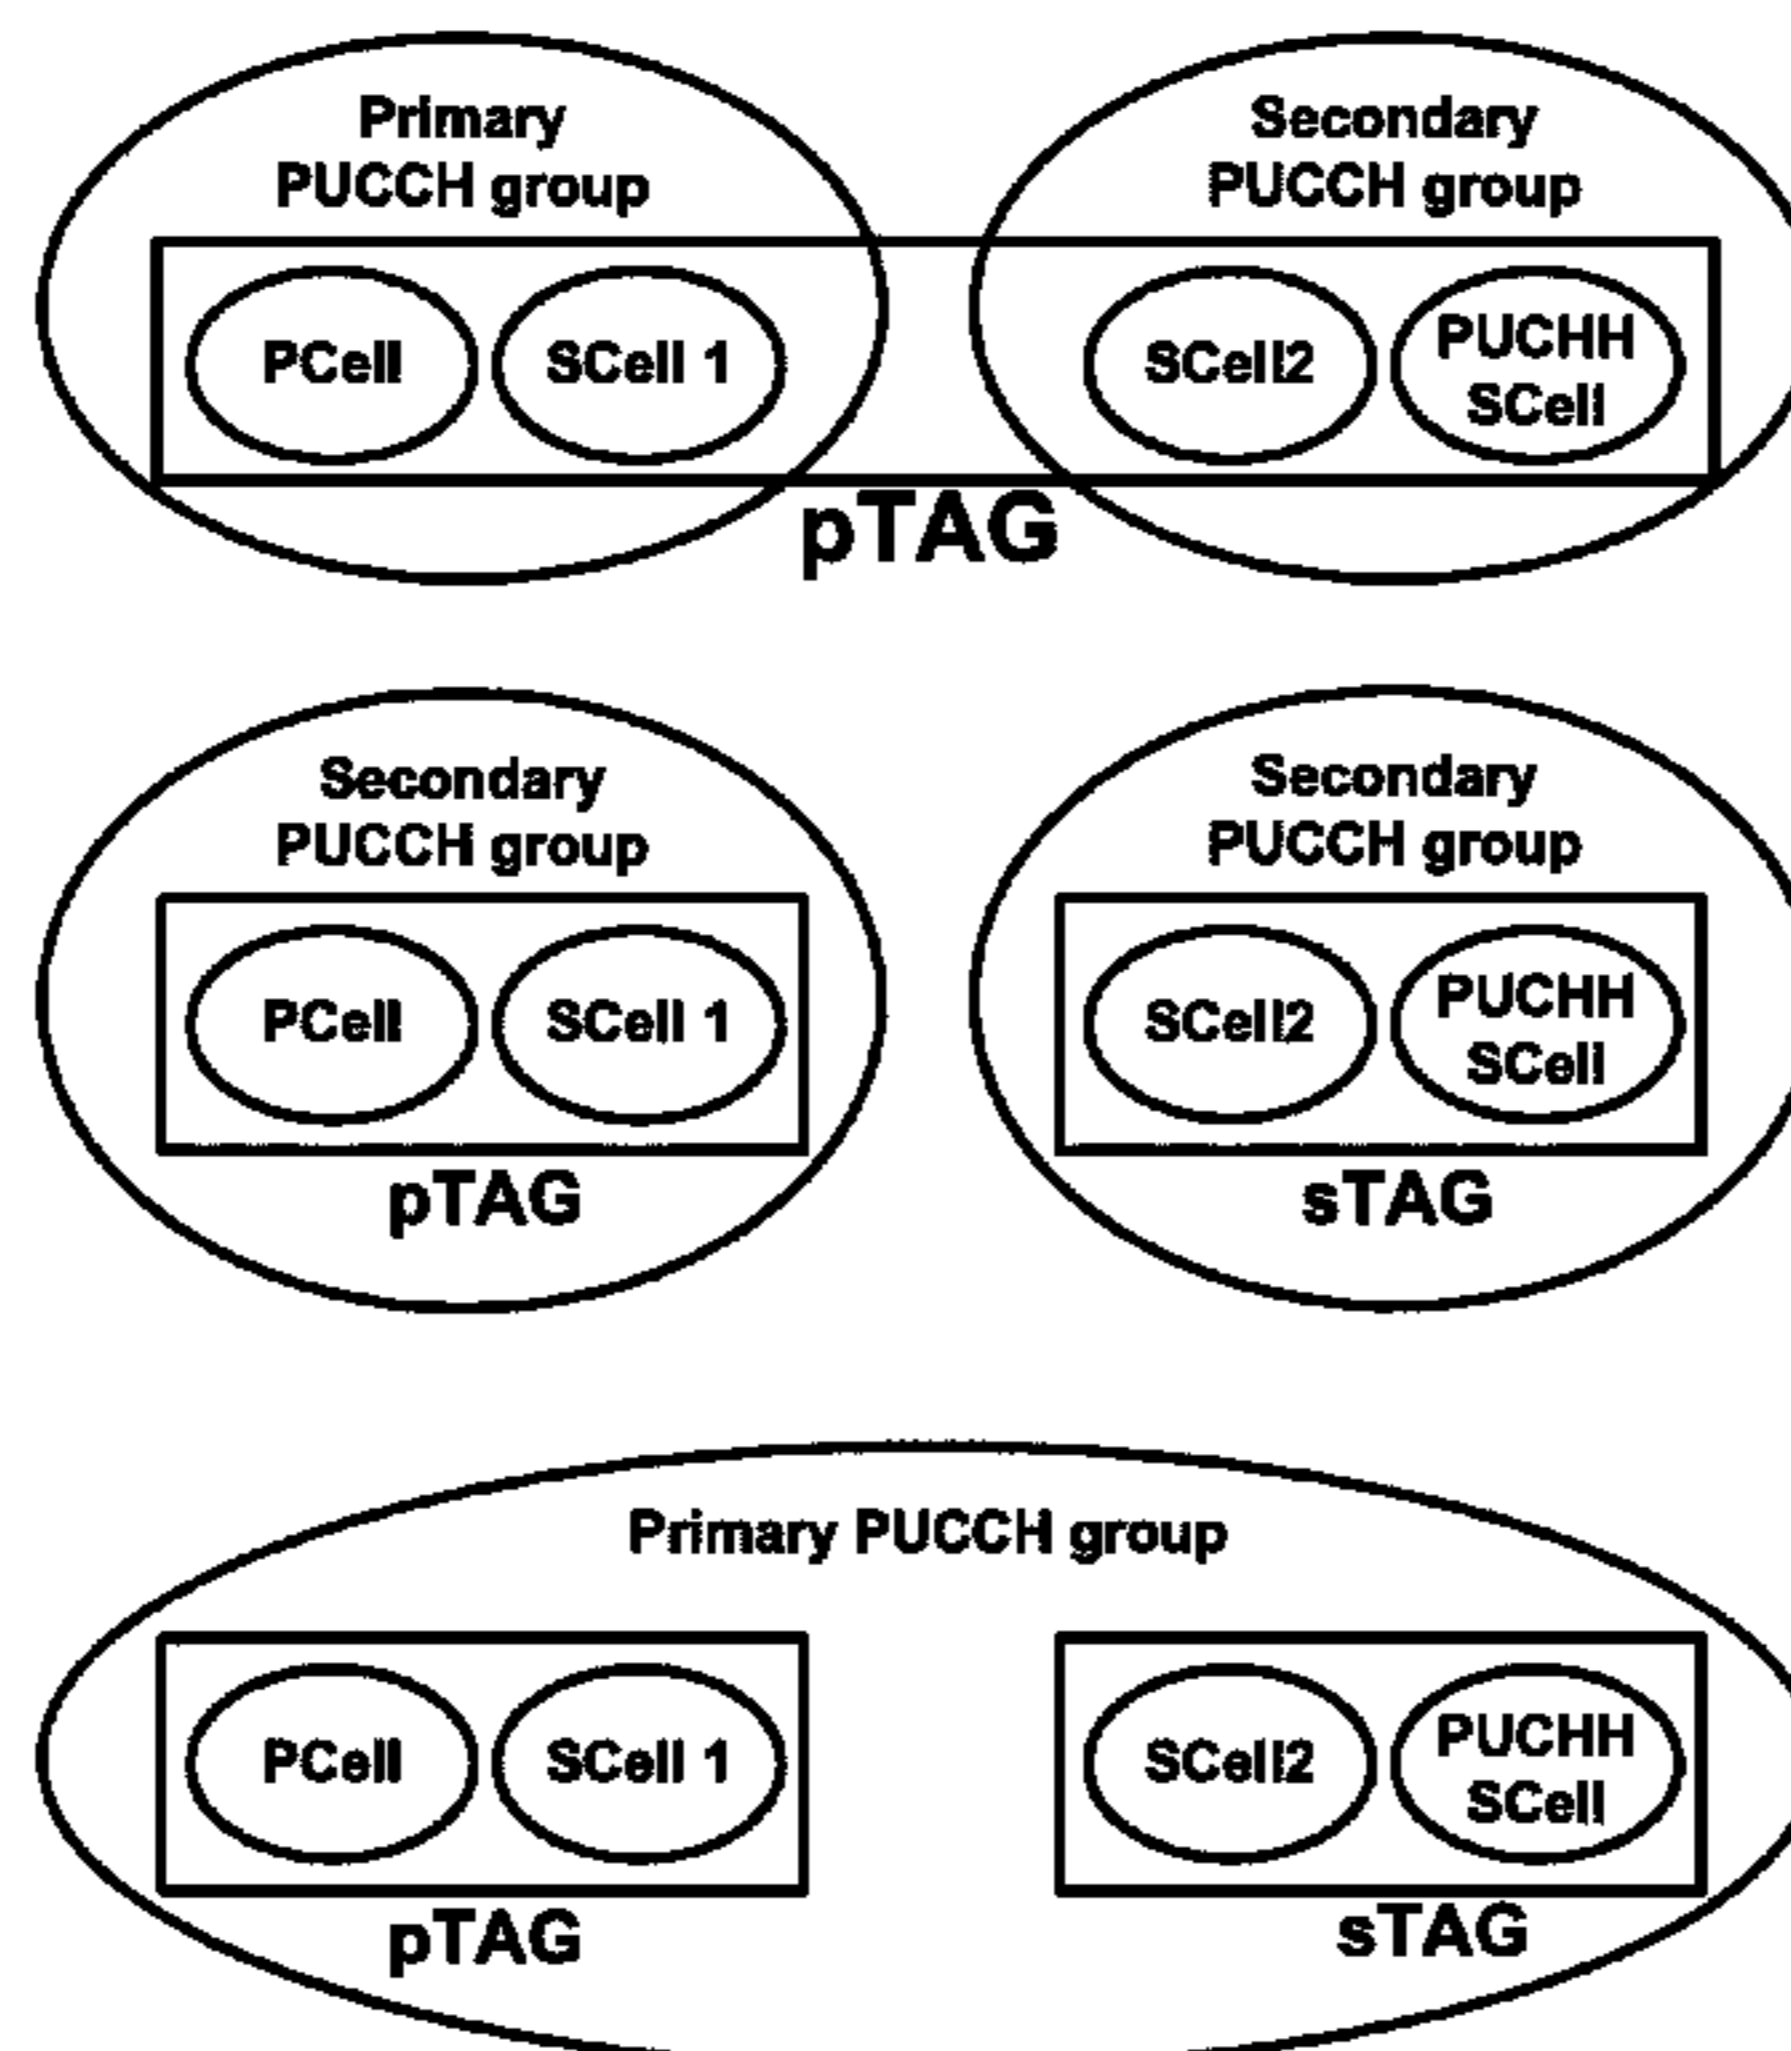 Primary
PUCCH group
Secondary
PUCCH group
PCell
SCell 1
SCell2
PUCHH
SCell
pTAG
Secondary
PUCCH group
Secondary
PUCCH group
PCell
SCell 1
SCell2
PUCHH
SCell
pTAG
sTAG
Primary PUCCH group
PCell
SCell 1
SCell2
PUCHH
SCell
pTAG
sTAG